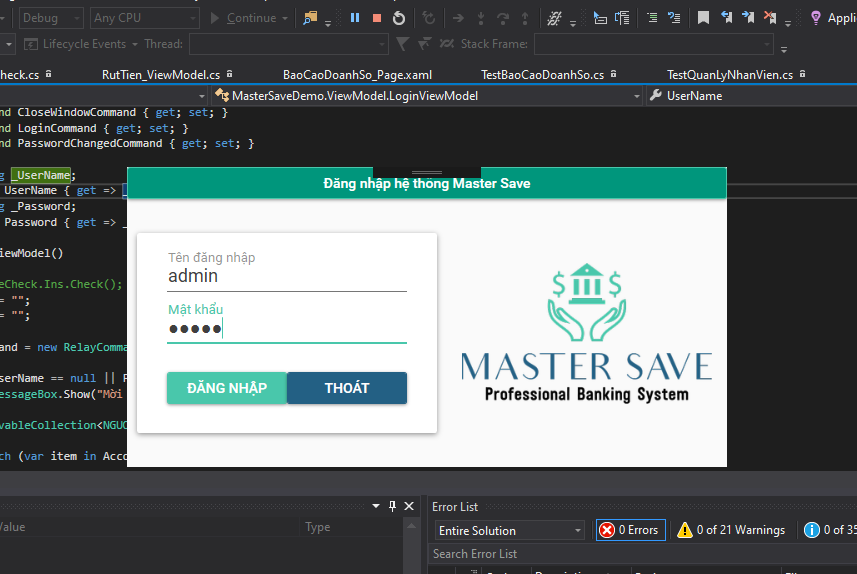 Debug Any CPU Continue Appli
Lifecycle Events Thread: Stack Frame:
heck.cs RutTien_ViewModel.cs BaoCaoDoanhSo_Page.xaml TestBaoCaoDoanhSo.cs TestQuanLyNhanVien.cs
MasterSaveDemo.ViewModel.LoginViewModel UserName
nd CloseWindowCommand { get; set; }
nd LoginCommand { get; set; }
nd PasswordChangedCommand { get; set; }
g _UserName;
UserName { get => _
g _Password;
Password { get => _
iewModel()
eCheck.Ins.Check();
= "";
= "";
and = new RelayComma
serName == null || P
essageBox.Show("Mời
vableCollection<NGUO
ch (var item in Acco
Đăng nhập hệ thống Master Save
Tên đăng nhập
admin
Mật khẩu
●●●●●
ĐĂNG NHẬP THOÁT
$ $
MASTER SAVE
Professional Banking System
Value Type
Error List
Entire Solution 0 Errors 0 of 21 Warnings 0 of 35
Search Error List